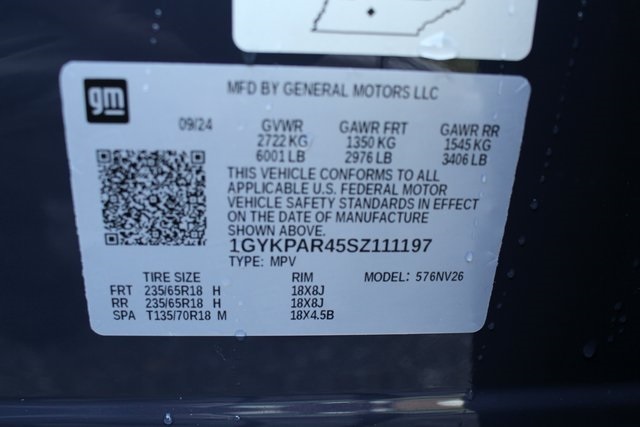 gm
MFD BY GENERAL MOTORS LLC
09/24 GVWR GAWR FRT GAWR RR
2722 KG 1350 KG 1545 KG
6001 LB 2976 LB 3406 LB
THIS VEHICLE CONFORMS TO ALL
APPLICABLE U.S. FEDERAL MOTOR
VEHICLE SAFETY STANDARDS IN EFFECT
ON THE DATE OF MANUFACTURE
SHOWN ABOVE.
1GYKPAR45SZ111197
TYPE: MPV
TIRE SIZE RIM MODEL: 576NV26
FRT 235/65R18 H 18X8J
RR 235/65R18 H 18X8J
SPA T135/70R18 M 18X4.5B